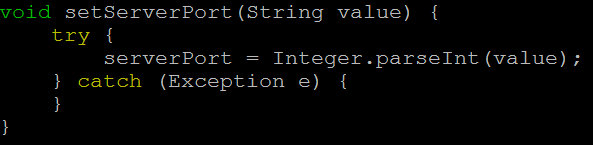 void setServerPort(String value) {
    try {
        serverPort = Integer.parseInt(value);
    } catch (Exception e) {
    }
}